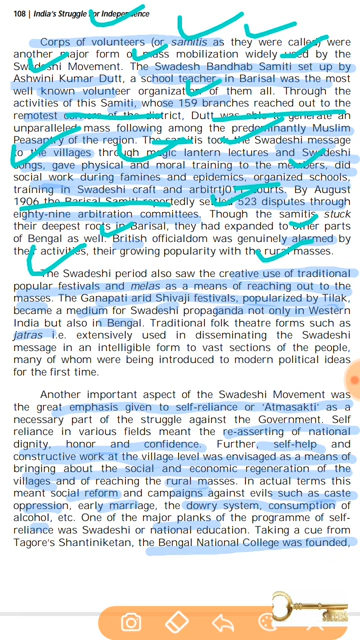 108 | India's Struggle for Independence
Corps of volunteers (or samitis as they were called) were
another major form of mass mobilization widely used by the
Swadeshi Movement. The Swadesh Bandhab Samiti set up by
Ashwini Kumar Dutt, a school teacher, in Barisal was the most
well known volunteer organization of them all. Through the
activities of this Samiti, whose 159 branches reached out to the
remotest corners of the district, Dutt was able to generate an
unparalleled mass following among the predominantly Muslim
Peasantry of the region. The samitis took the Swadeshi message
to the villages through magic lantern lectures and Swadeshi
songs, gave physical and moral training to the members, did
social work during famines and epidemics, organized schools,
training in Swadeshi craft and arbitrtJOn courts. By August
1906 the Barisal Samiti reportedly settled 523 disputes through
eighty-nine arbitration committees. Though the samitis stuck
their deepest roots in Barisal, they had expanded to other parts
of Bengal as well. British officialdom was genuinely alarmed by
their activities, their growing popularity with the rural masses.
The Swadeshi period also saw the creative use of traditional
popular festivals and melas as a means of reaching out to the
masses. The Ganapati arid Shivaji festivals, popularized by Tilak,
became a medium for Swadeshi propaganda not only in Western
India but also in Bengal. Traditional folk theatre forms such as
jatras i.e. extensively used in disseminating the Swadeshi
message in an intelligible form to vast sections of the people,
many of whom were being introduced to modern political ideas
for the first time.
Another important aspect of the Swadeshi Movement was
the great emphasis given to self-reliance or 'Atmasakti' as a
necessary part of the struggle against the Government. Self
reliance in various fields meant the re-asserting of national
dignity, honor and confidence. Further, self-help and
constructive work at the village level was envisaged as a means of
bringing about the social and economic regeneration of the
villages and of reaching the rural masses. In actual terms this
meant social reform and campaigns against evils such as caste
oppression, early marriage, the dowry system, consumption of
alcohol, etc. One of the major planks of the programme of self-
reliance was Swadeshi or national education. Taking a cue from
Tagore's Shantiniketan, the Bengal National College was founded,